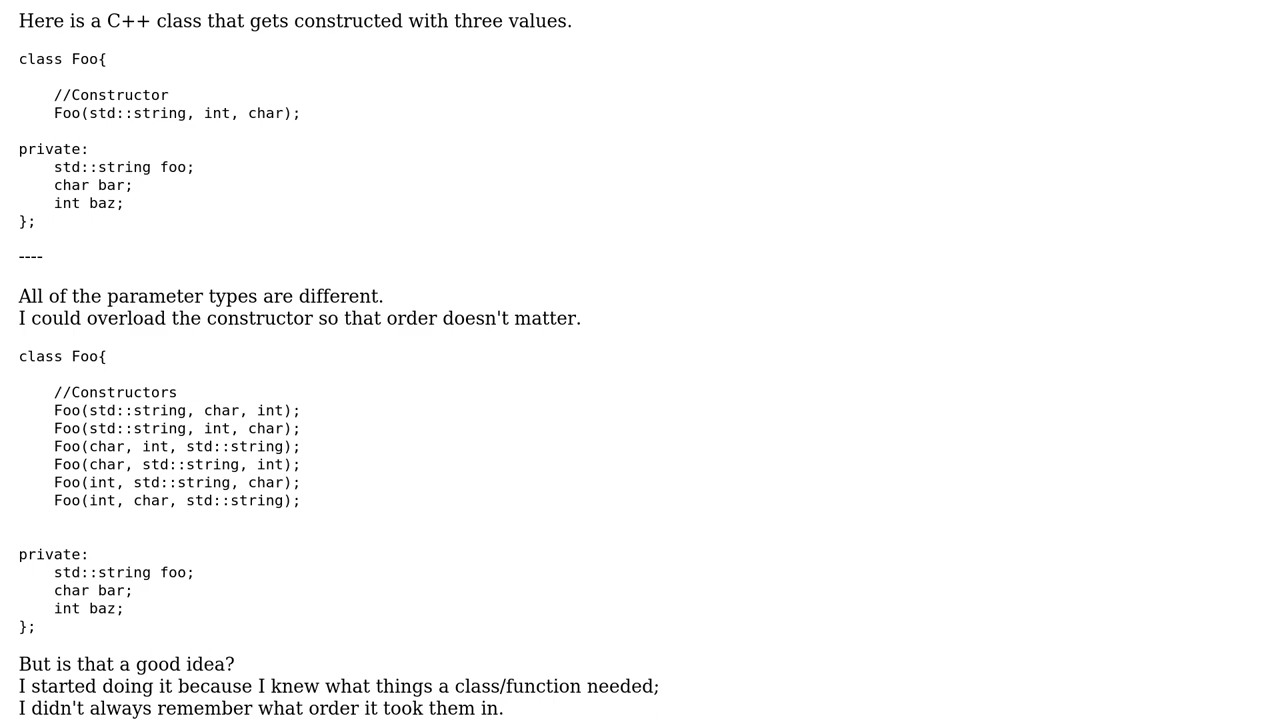 Here is a C++ class that gets constructed with three values.
class Foo{
//Constructor
Foo(std::string, int, char);
private:
std::string foo;
char bar;
int baz;
};
----
All of the parameter types are different.
I could overload the constructor so that order doesn't matter.
class Foo{
//Constructors
Foo(std::string, char, int);
Foo(std::string, int, char);
Foo(char, int, std::string);
Foo(char, std::string, int);
Foo(int, std::string, char);
Foo(int, char, std::string);
private:
std::string foo;
char bar;
int baz;
};
But is that a good idea?
I started doing it because I knew what things a class/function needed;
I didn't always remember what order it took them in.